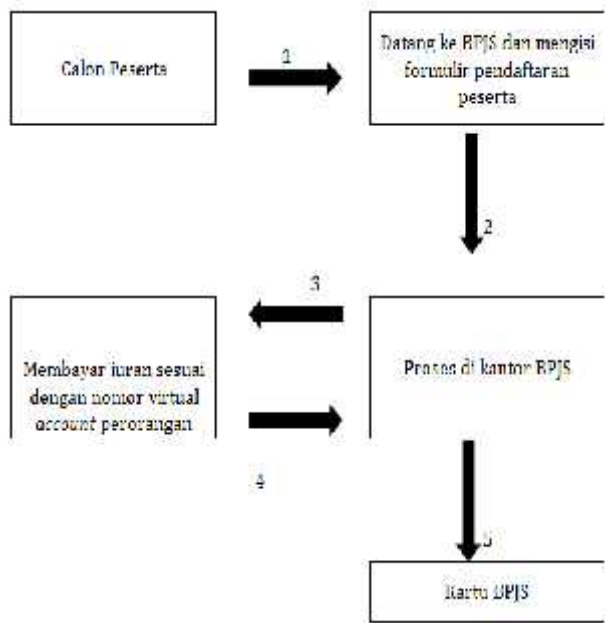 Calon Peserta
1
Datang ke BPJS dan mengisi
formulir pendaftaran
peserta
2
3
Membayar iuran sesuai
dengan nomor virtual
account perorangan
Proses di kantor BPJS
4
5
Kartu BPJS